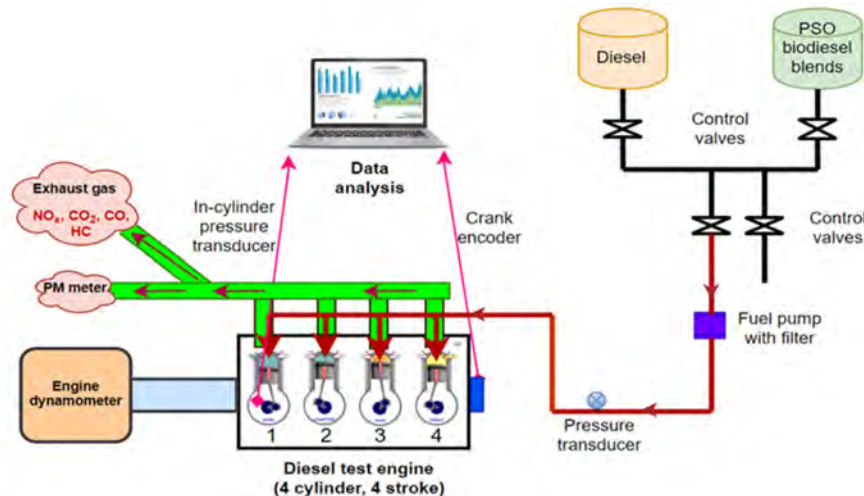 Diesel
PSO
biodiesel
blends
Control
valves
Data
analysis
Exhaust gas
NOₓ, CO₂, CO,
HC
In-cylinder
pressure
transducer
Crank
encoder
Control
valves
PM meter
Fuel pump
with filter
Engine
dynamometer
Pressure
transducer
1 2 3 4
Diesel test engine
(4 cylinder, 4 stroke)